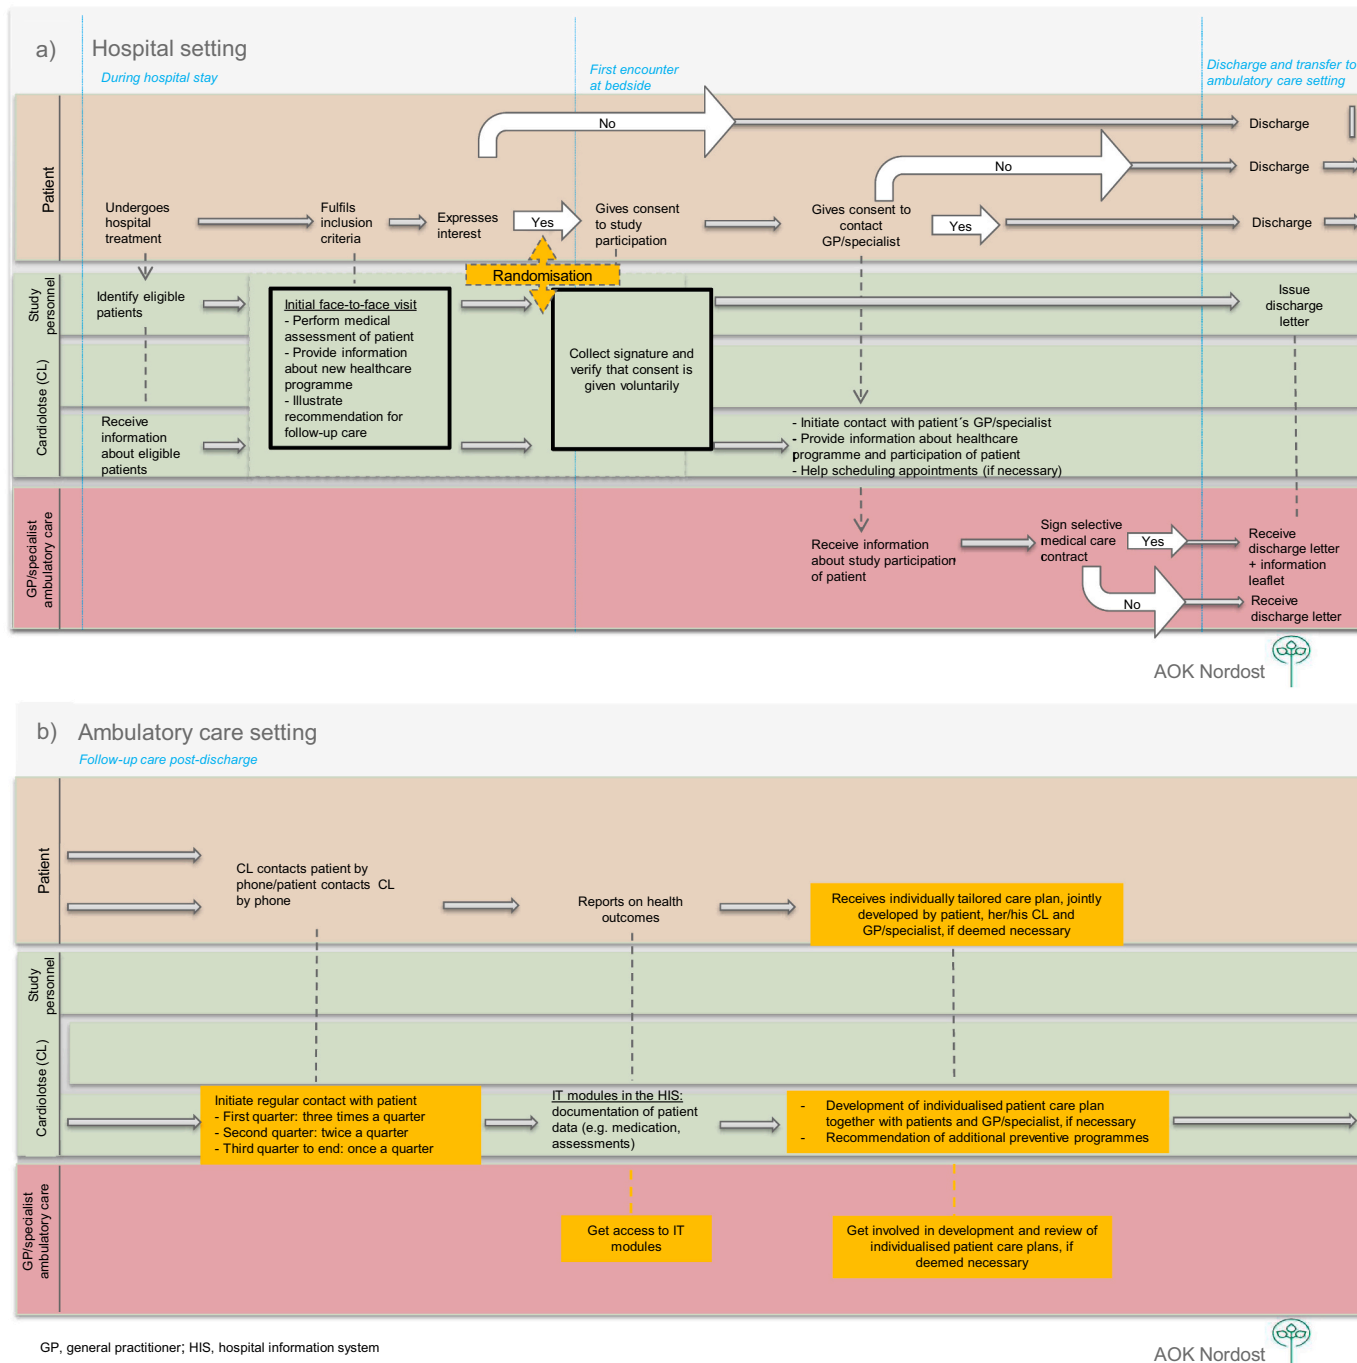 a) Hospital setting
During hospital stay
First encounter
at bedside
Discharge and transfer to
ambulatory care setting
Patient
No
Discharge
No
Discharge
Undergoes
hospital
treatment
Fulfils
inclusion
criteria
Expresses
interest
Yes
Gives consent
to study
participation
Gives consent to
contact
GP/specialist
Yes
Discharge
Randomisation
Study
personnel
Identify eligible
patients
Initial face-to-face visit
- Perform medical
assessment of patient
- Provide information
about new healthcare
programme
- Illustrate
recommendation for
follow-up care
Collect signature and
verify that consent is
given voluntarily
Issue
discharge
letter
Cardiolotse (CL)
Receive
information
about eligible
patients
- Initiate contact with patient´s GP/specialist
- Provide information about healthcare
programme and participation of patient
- Help scheduling appointments (if necessary)
GP/specialist
ambulatory care
Receive information
about study participation
of patient
Sign selective
medical care
contract
Yes
Receive
discharge letter
+ information
leaflet
No
Receive
discharge letter
AOK Nordost
b) Ambulatory care setting
Follow-up care post-discharge
Patient
CL contacts patient by
phone/patient contacts CL
by phone
Reports on health
outcomes
Receives individually tailored care plan, jointly
developed by patient, her/his CL and
GP/specialist, if deemed necessary
Study
personnel
Cardiolotse (CL)
Initiate regular contact with patient
- First quarter: three times a quarter
- Second quarter: twice a quarter
- Third quarter to end: once a quarter
IT modules in the HIS:
documentation of patient
data (e.g. medication,
assessments)
- Development of individualised patient care plan
together with patients and GP/specialist, if necessary
- Recommendation of additional preventive programmes
GP/specialist
ambulatory care
Get access to IT
modules
Get involved in development and review of
individualised patient care plans, if
deemed necessary
GP, general practitioner; HIS, hospital information system
AOK Nordost